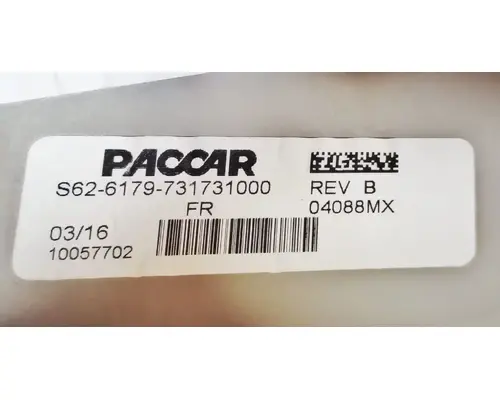 PACCAR
S62-6179-731731000 REV B
FR 04088MX
03/16
10057702